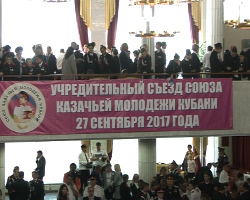 УЧРЕДИТЕЛЬНЫЙ СЪЕЗД СОЮЗА
КАЗАЧЬЕЙ МОЛОДЕЖИ КУБАНИ
27 СЕНТЯБРЯ 2017 ГОДА